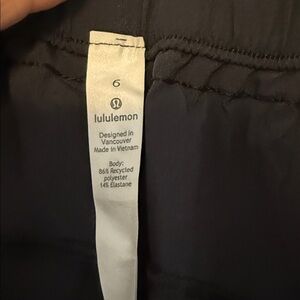 6
lululemon
Designed in
Vancouver
Made in Vietnam
Body:
86% Recycled
polyester
14% Elastane